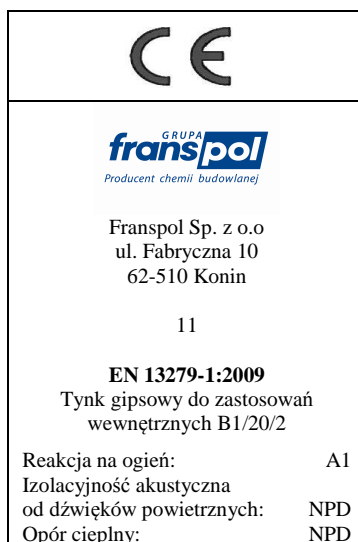 CE
GRUPA
franspol
Producent chemii budowlanej
Franspol Sp. z o.o
ul. Fabryczna 10
62-510 Konin
11
EN 13279-1:2009
Tynk gipsowy do zastosowań
wewnętrznych B1/20/2
Reakcja na ogień: A1
Izolacyjność akustyczna
od dźwięków powietrznych: NPD
Opór cieplny: NPD